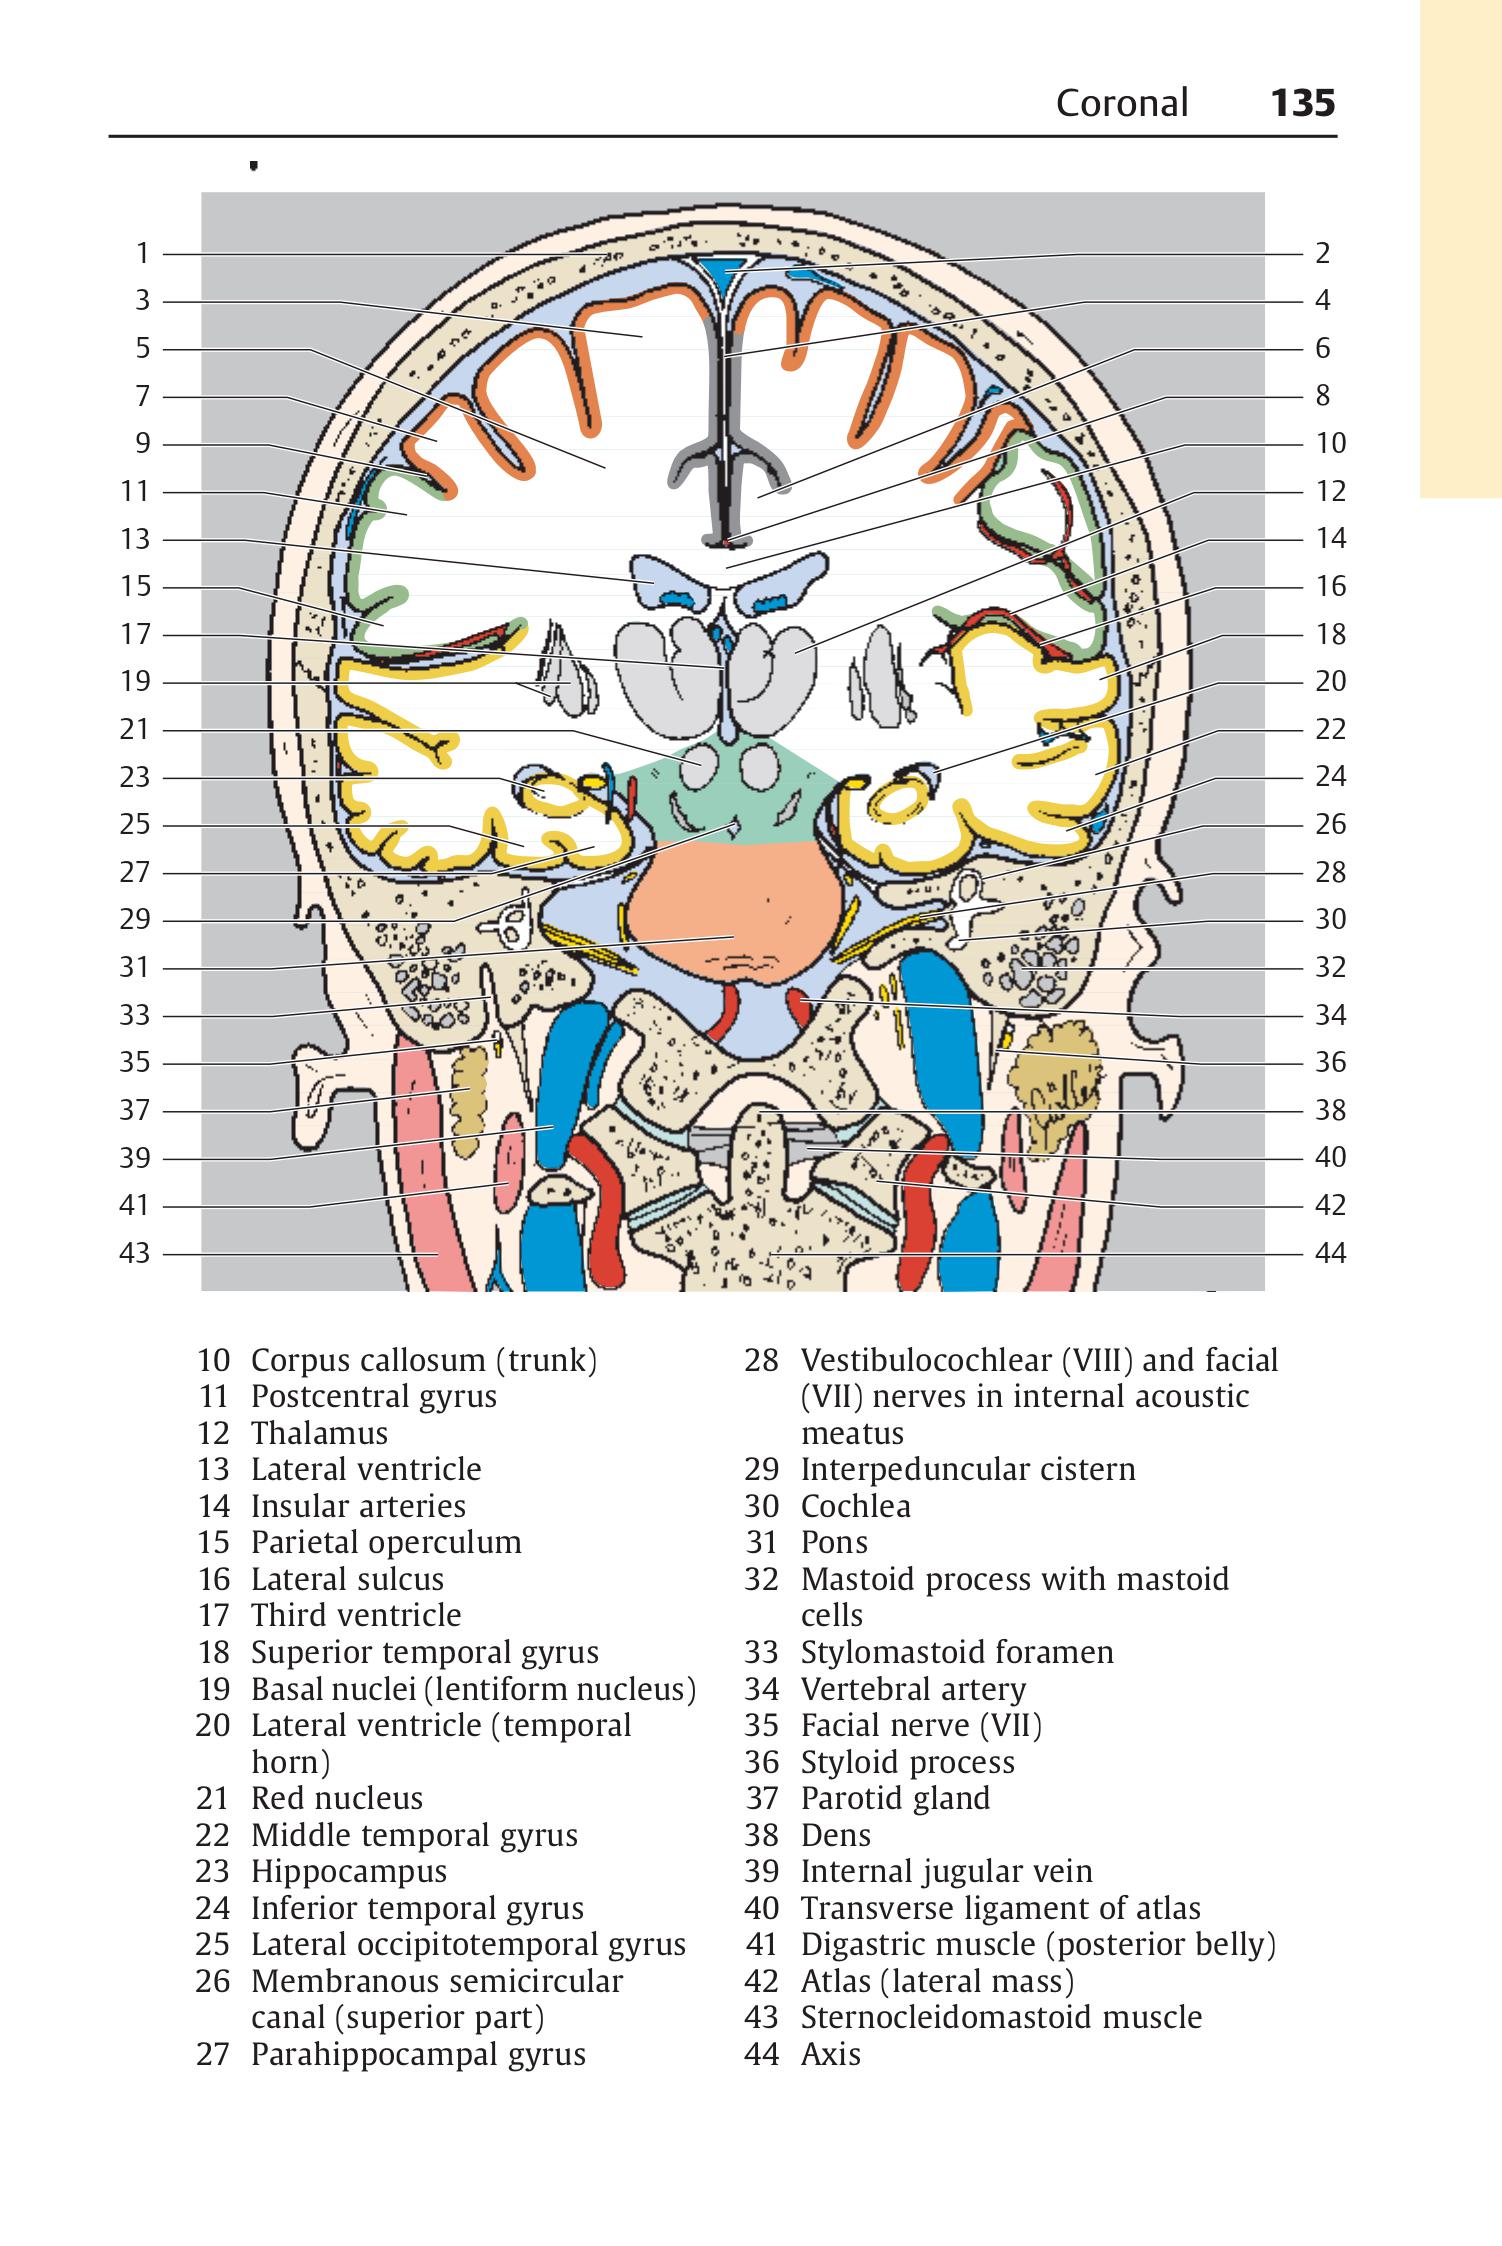 Coronal 135
1 2
3 4
5 6
7 8
9 10
11 12
13 14
15 16
17 18
19 20
21 22
23 24
25 26
27 28
29 30
31 32
33 34
35 36
37 38
39 40
41 42
43 44
10 Corpus callosum (trunk)
11 Postcentral gyrus
12 Thalamus
13 Lateral ventricle
14 Insular arteries
15 Parietal operculum
16 Lateral sulcus
17 Third ventricle
18 Superior temporal gyrus
19 Basal nuclei (lentiform nucleus)
20 Lateral ventricle (temporal
horn)
21 Red nucleus
22 Middle temporal gyrus
23 Hippocampus
24 Inferior temporal gyrus
25 Lateral occipitotemporal gyrus
26 Membranous semicircular
canal (superior part)
27 Parahippocampal gyrus
28 Vestibulocochlear (VIII) and facial
(VII) nerves in internal acoustic
meatus
29 Interpeduncular cistern
30 Cochlea
31 Pons
32 Mastoid process with mastoid
cells
33 Stylomastoid foramen
34 Vertebral artery
35 Facial nerve (VII)
36 Styloid process
37 Parotid gland
38 Dens
39 Internal jugular vein
40 Transverse ligament of atlas
41 Digastric muscle (posterior belly)
42 Atlas (lateral mass)
43 Sternocleidomastoid muscle
44 Axis